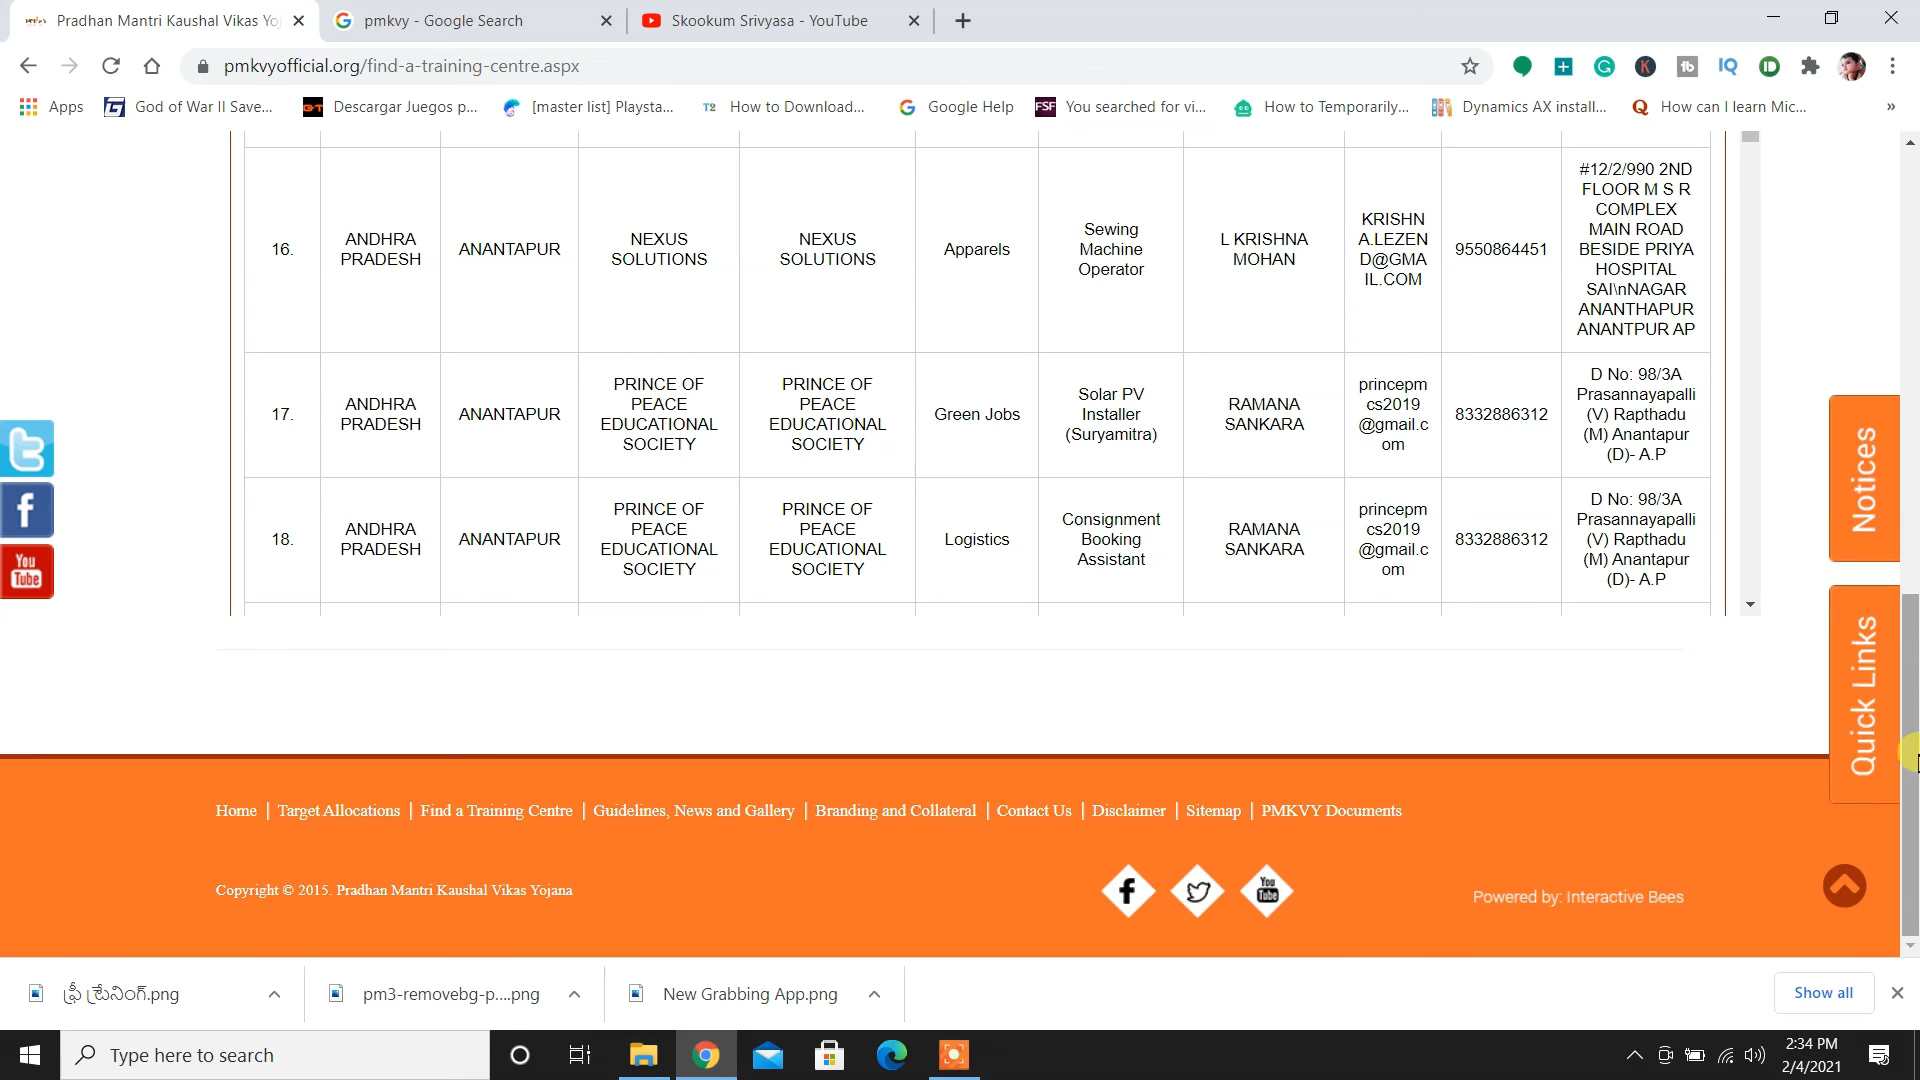 Pradhan Mantri Kaushal Vikas Yo
pmkvy - Google Search
Skookum Srivyasa - YouTube
pmkvyofficial.org/find-a-training-centre.aspx
Apps
God of War II Save...
Descargar Juegos p...
[master list] Playsta...
T2 How to Download...
Google Help
FSF You searched for vi...
How to Temporarily...
Dynamics AX install...
How can I learn Mic...
»
16.
ANDHRA
PRADESH
ANANTAPUR
NEXUS
SOLUTIONS
NEXUS
SOLUTIONS
Apparels
Sewing
Machine
Operator
L KRISHNA
MOHAN
KRISHN
A.LEZEN
D@GMA
IL.COM
9550864451
#12/2/990 2ND
FLOOR M S R
COMPLEX
MAIN ROAD
BESIDE PRIYA
HOSPITAL
SAI\nNAGAR
ANANTHAPUR
ANANTPUR AP
17.
ANDHRA
PRADESH
ANANTAPUR
PRINCE OF
PEACE
EDUCATIONAL
SOCIETY
PRINCE OF
PEACE
EDUCATIONAL
SOCIETY
Green Jobs
Solar PV
Installer
(Suryamitra)
RAMANA
SANKARA
princepm
cs2019
@gmail.c
om
8332886312
D No: 98/3A
Prasannayapalli
(V) Rapthadu
(M) Anantapur
(D)- A.P
18.
ANDHRA
PRADESH
ANANTAPUR
PRINCE OF
PEACE
EDUCATIONAL
SOCIETY
PRINCE OF
PEACE
EDUCATIONAL
SOCIETY
Logistics
Consignment
Booking
Assistant
RAMANA
SANKARA
princepm
cs2019
@gmail.c
om
8332886312
D No: 98/3A
Prasannayapalli
(V) Rapthadu
(M) Anantapur
(D)- A.P
You
Tube
Notices
Quick Links
Home | Target Allocations | Find a Training Centre | Guidelines, News and Gallery | Branding and Collateral | Contact Us | Disclaimer | Sitemap | PMKVY Documents
Copyright © 2015. Pradhan Mantri Kaushal Vikas Yojana
You
Tube
Powered by: Interactive Bees
ఫ్రీ ట్రేనింగ్.png
pm3-removebg-p....png
New Grabbing App.png
Show all
Type here to search
2:34 PM
2/4/2021